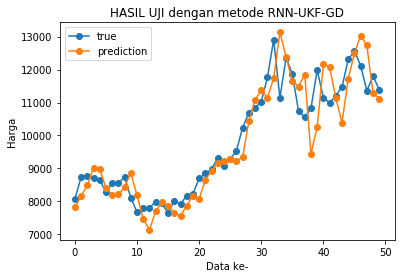 HASIL UJI dengan metode RNN-UKF-GD
true
prediction
Harga
13000
12000
11000
10000
9000
8000
7000
0 10 20 30 40 50
Data ke-